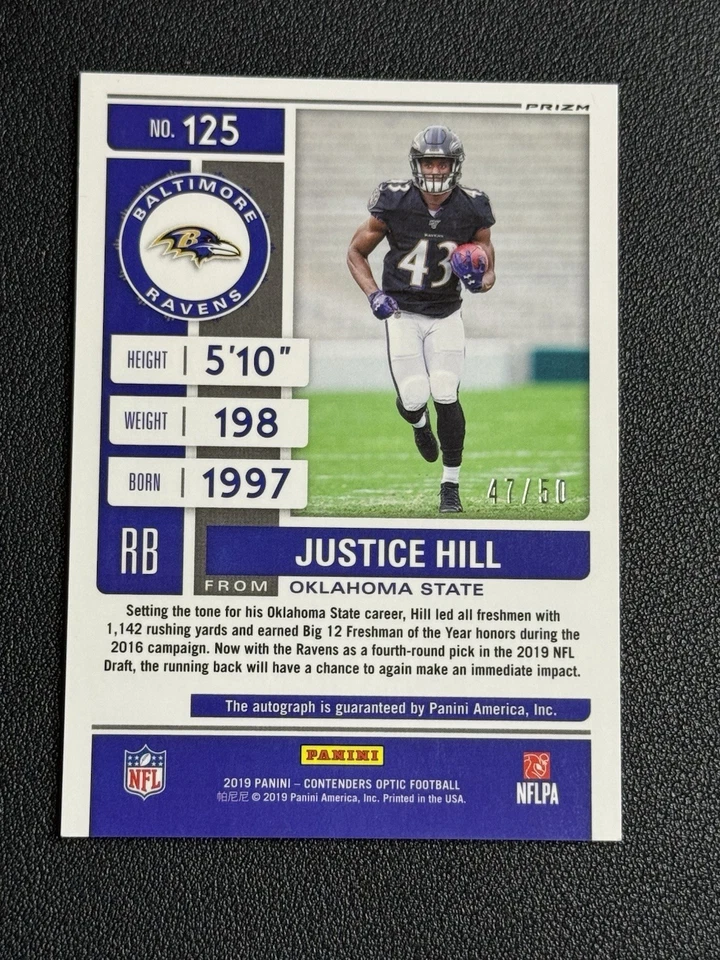 PRIZM
NO. 125
BALTIMORE
RAVENS
B
43
43
HEIGHT | 5'10"
WEIGHT | 198
BORN | 1997
47/50
RB
JUSTICE HILL
FROM OKLAHOMA STATE
Setting the tone for his Oklahoma State career, Hill led all freshmen with
1,142 rushing yards and earned Big 12 Freshman of the Year honors during the
2016 campaign. Now with the Ravens as a fourth-round pick in the 2019 NFL
Draft, the running back will have a chance to again make an immediate impact.
The autograph is guaranteed by Panini America, Inc.
NFL
PANINI
2019 PANINI – CONTENDERS OPTIC FOOTBALL
帕尼尼 © 2019 Panini America, Inc. Printed in the USA.
NFLPA